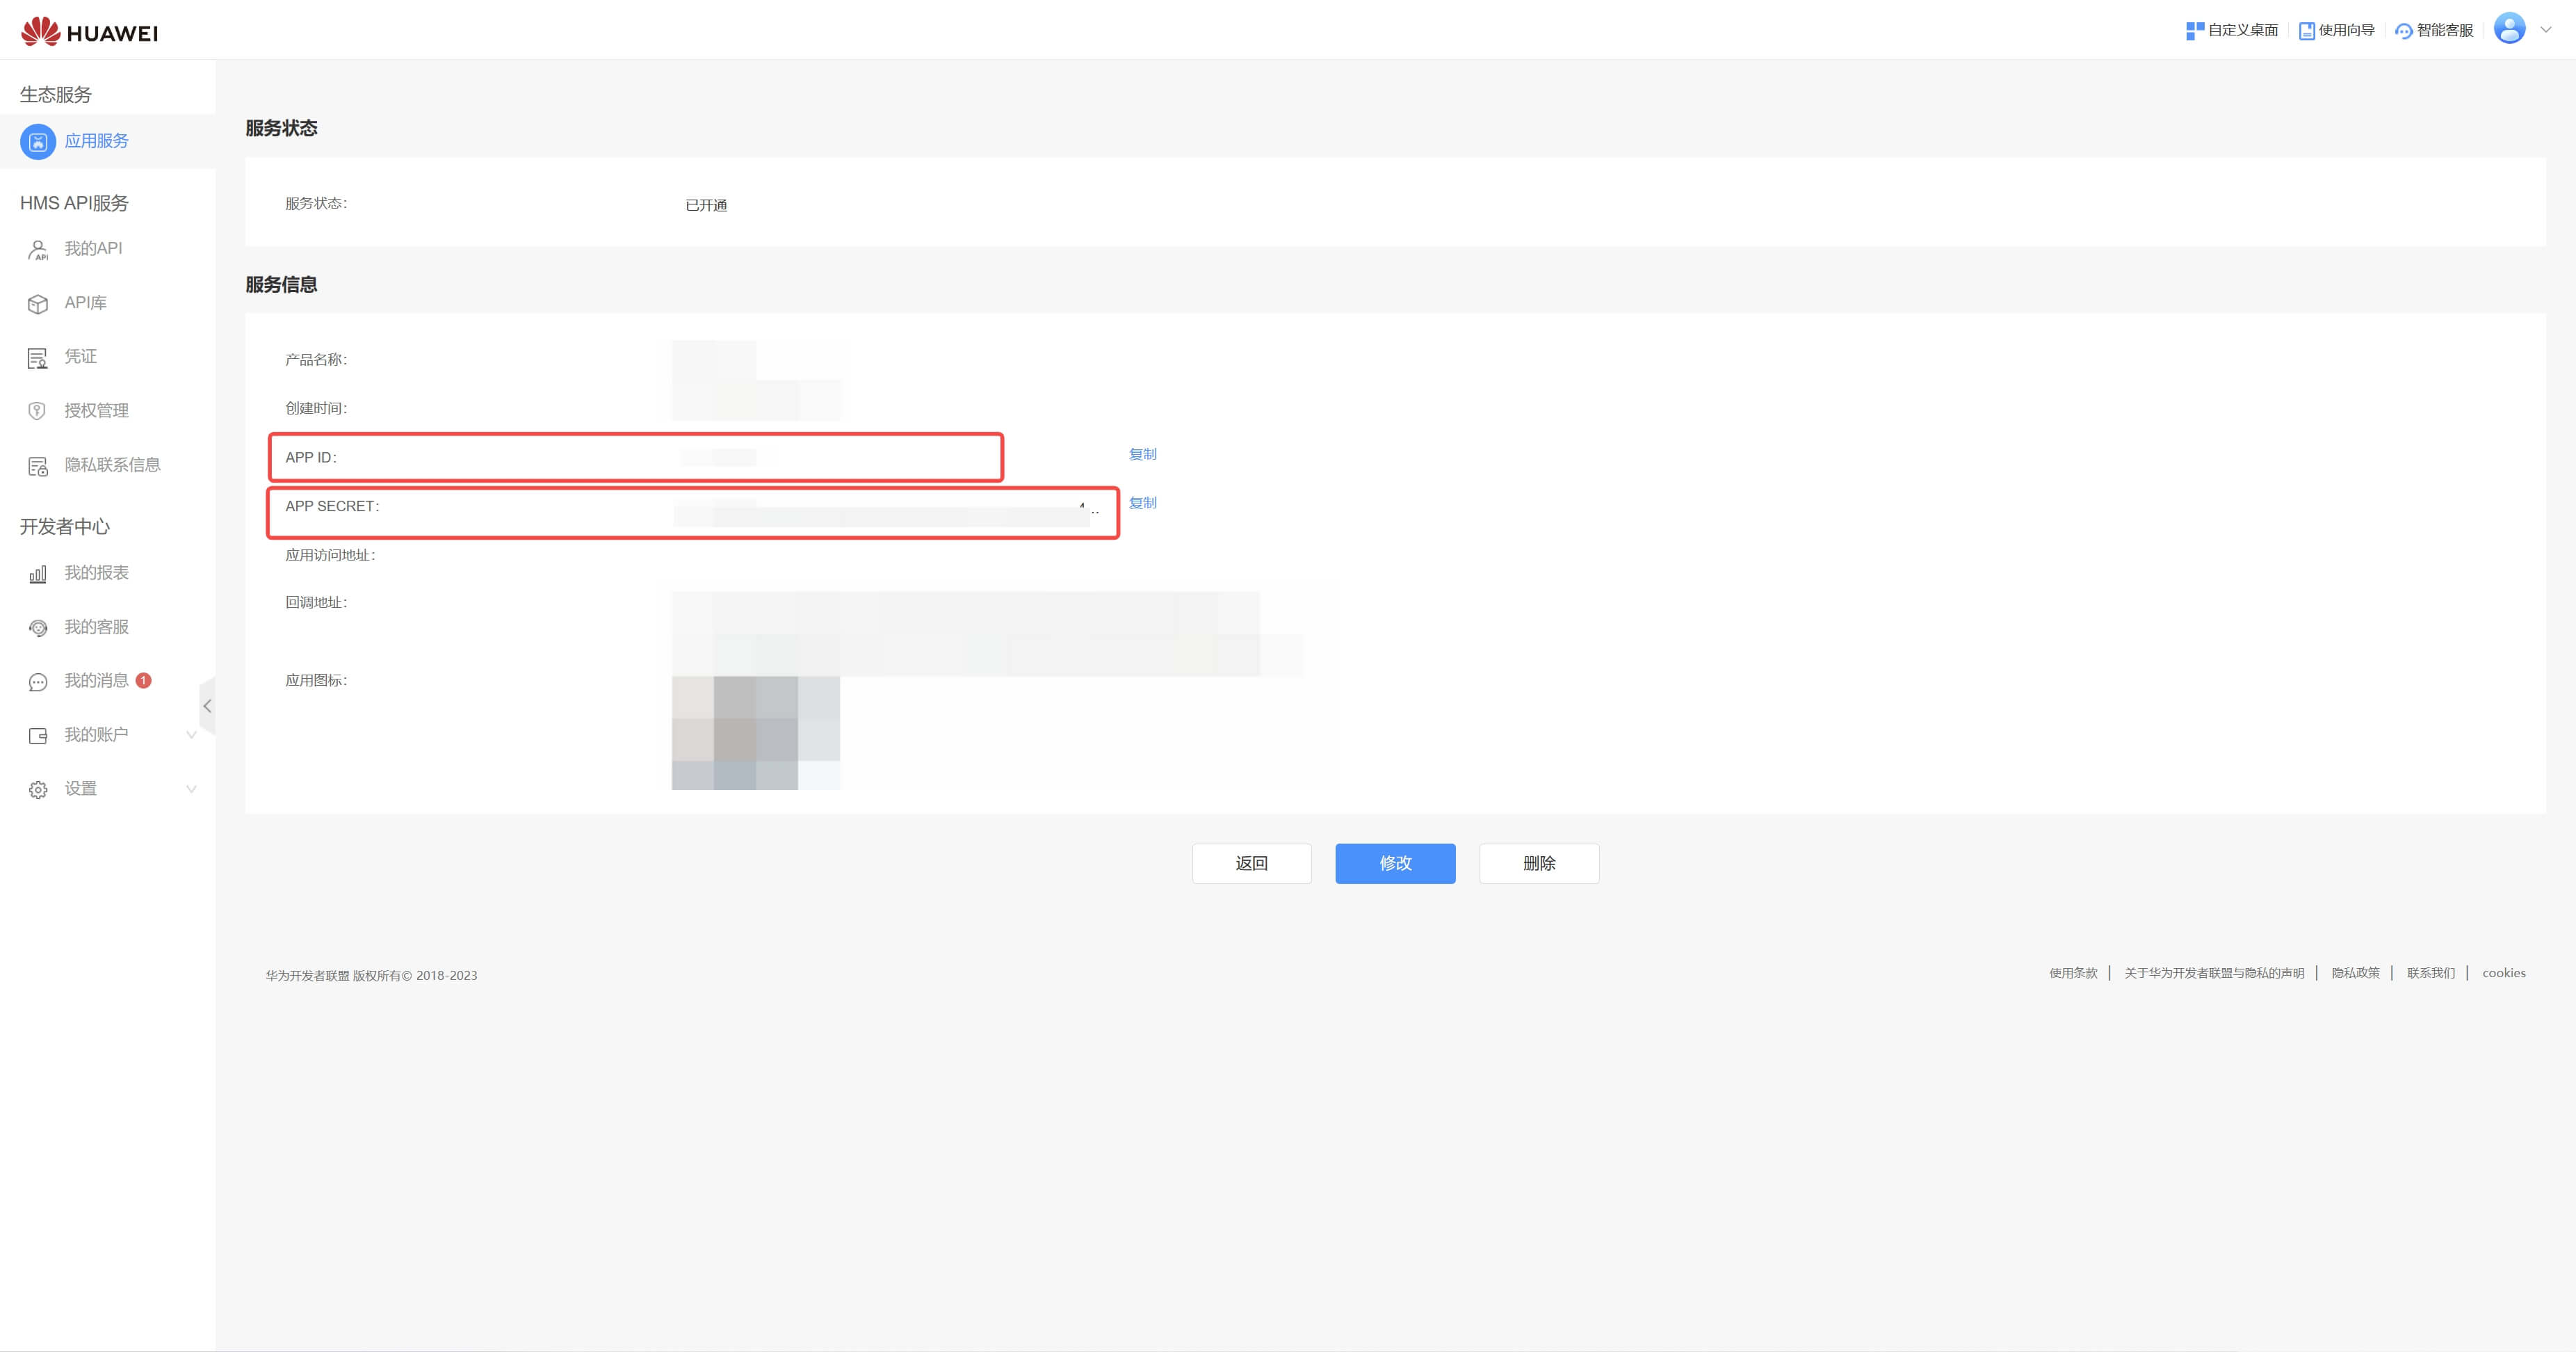 HUAWEI
自定义桌面
使用向导
智能客服
生态服务
应用服务
HMS API服务
我的API
API库
凭证
授权管理
隐私联系信息
开发者中心
我的报表
我的客服
我的消息 1
我的账户
设置
服务状态
服务状态： 已开通
服务信息
产品名称：
创建时间：
APP ID： 复制
APP SECRET： 复制
应用访问地址：
回调地址：
应用图标：
返回
修改
删除
华为开发者联盟 版权所有© 2018-2023
使用条款 | 关于华为开发者联盟与隐私的声明 | 隐私政策 | 联系我们 | cookies